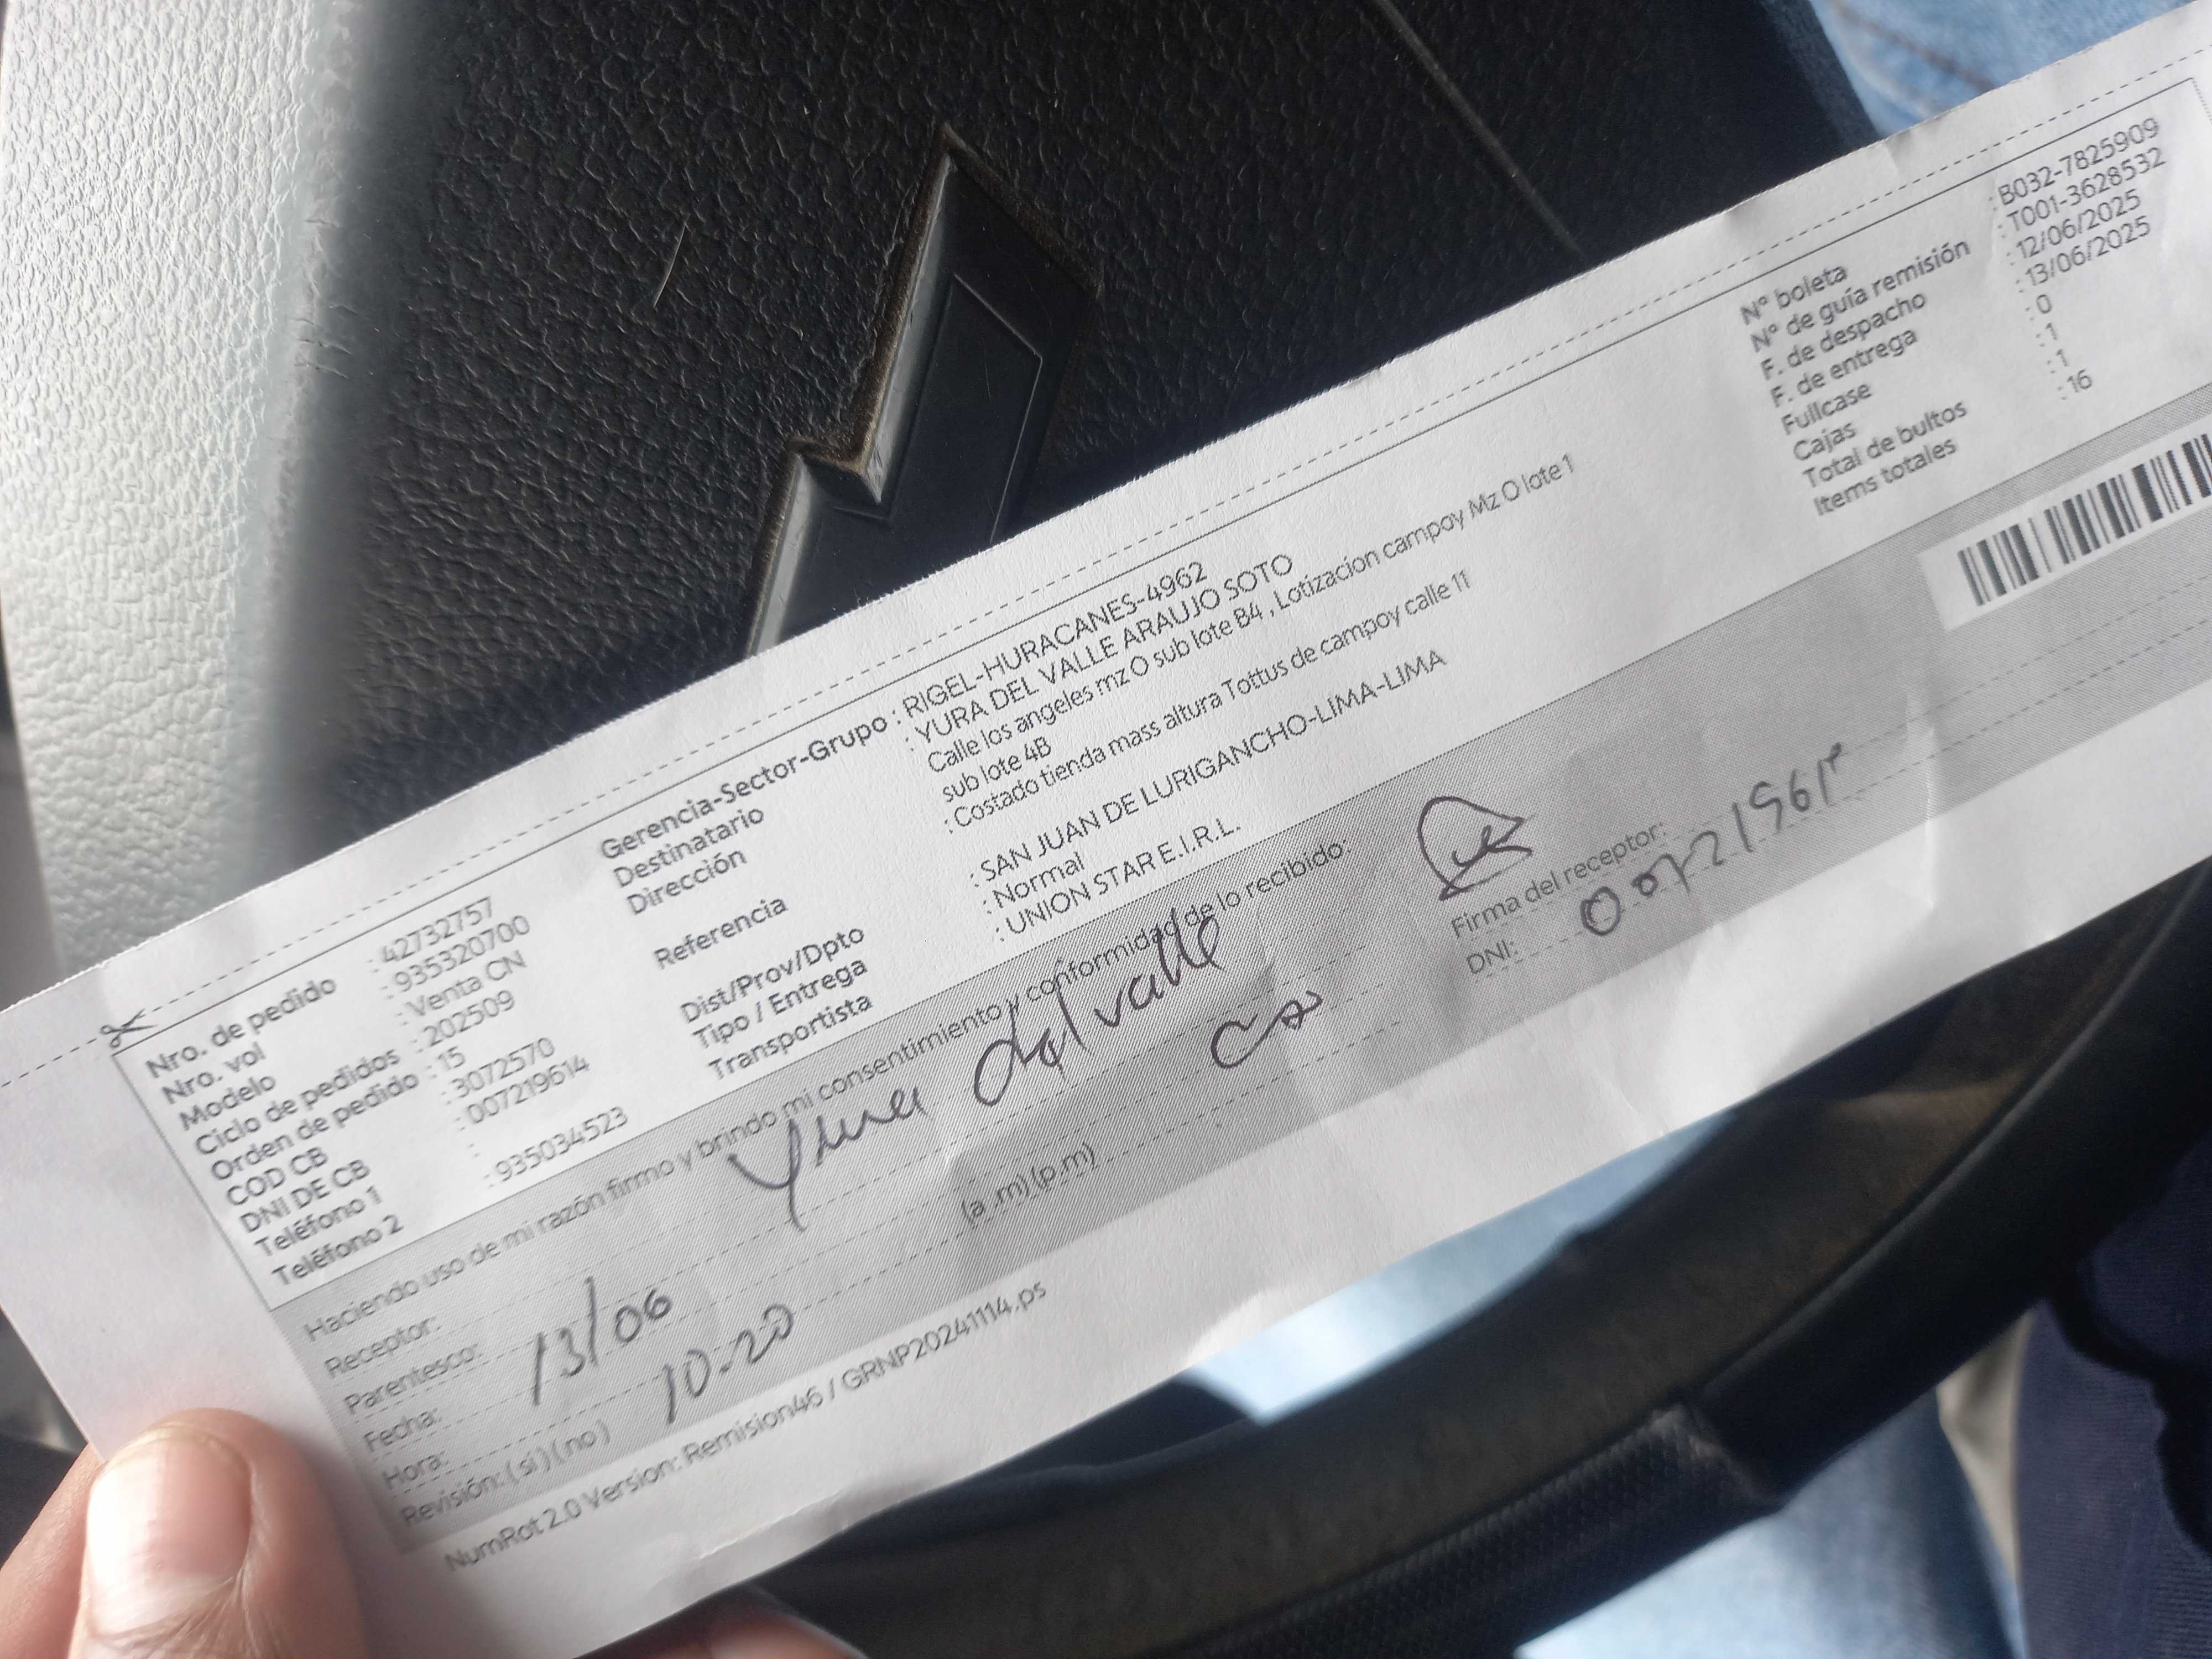 Nro. de pedido : 42732757
Nro. vol : 935320700
Modelo : Venta CN
Ciclo de pedidos : 202509
Orden de pedido : 15
COD CB : 3072570
DNI DE CB : 007219614
Teléfono 1 :
Teléfono 2 : 935034523
Gerencia-Sector-Grupo : RIGEL-HURACANES-4962
Destinatario : YURA DEL VALLE ARAUJO SOTO
Dirección Calle los angeles mz O sub lote B4 , Lotizacion campoy Mz O lote 1
sub lote 4B
Referencia : Costado tienda mass altura Tottus de campoy calle 11
Dist/Prov/Dpto : SAN JUAN DE LURIGANCHO-LIMA-LIMA
Tipo / Entrega : Normal
Transportista : UNION STAR E.I.R.L.
Nº boleta : B032-7825909
Nº de guía remisión : T001-3628532
F. de despacho : 12/06/2025
F. de entrega : 13/06/2025
Fullcase : 0
Cajas : 1
Total de bultos : 1
Items totales : 16
Haciendo uso de mi razón firmo y brindo mi consentimiento y conformidad de lo recibido:
Receptor: Yura del valle
Parentesco:
Fecha: 13/06
Hora: 10-20 (a .m) (p.m)
Revisión: ( si ) ( no )
Firma del receptor:
DNI:
NumRot 2.0 Version: Remision46 / GRNP20241114.ps